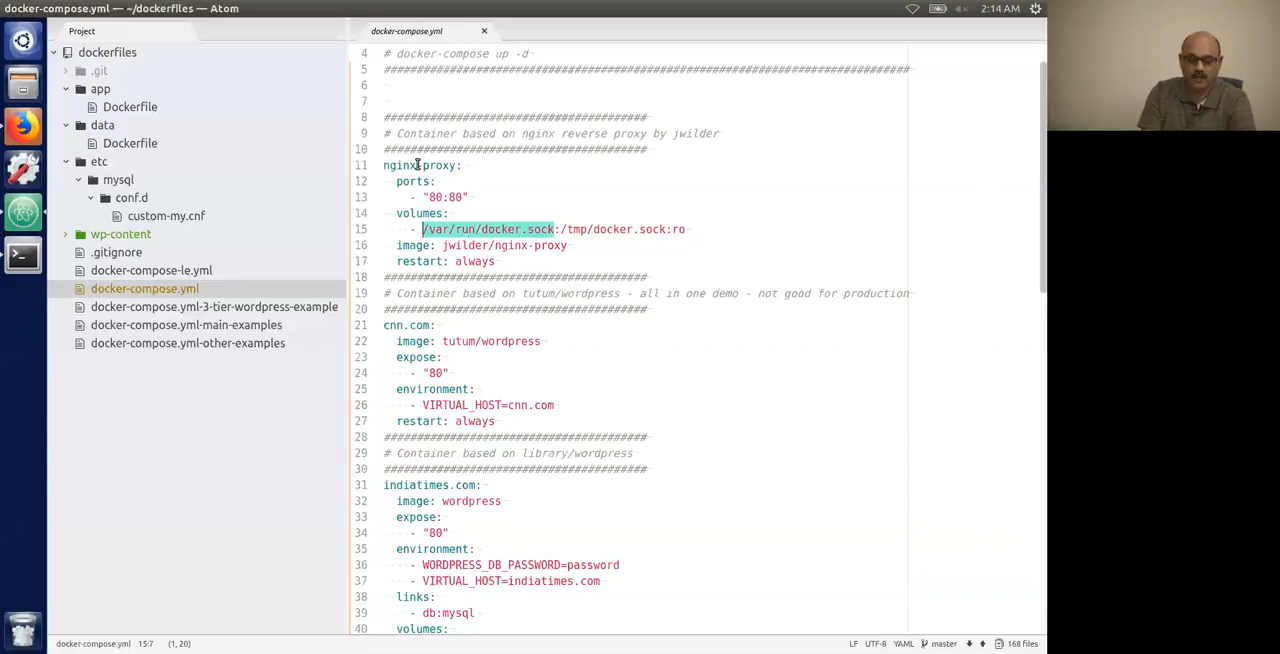 docker-compose.yml — ~/dockerfiles — Atom
2:14 AM
Project
docker-compose.yml
dockerfiles
.git
app
Dockerfile
data
Dockerfile
etc
mysql
conf.d
custom-my.cnf
wp-content
.gitignore
docker-compose-le.yml
docker-compose.yml
docker-compose.yml-3-tier-wordpress-example
docker-compose.yml-main-examples
docker-compose.yml-other-examples
4 # docker-compose up -d
5 ################################################################################
6
7
8 ########################################
9 # Container based on nginx reverse proxy by jwilder
10 ########################################
11 nginx-proxy:
12 ports:
13 - "80:80"
14 volumes:
15 - /var/run/docker.sock:/tmp/docker.sock:ro
16 image: jwilder/nginx-proxy
17 restart: always
18 ########################################
19 # Container based on tutum/wordpress - all in one demo - not good for production
20 ########################################
21 cnn.com:
22 image: tutum/wordpress
23 expose:
24 - "80"
25 environment:
26 - VIRTUAL_HOST=cnn.com
27 restart: always
28 ########################################
29 # Container based on library/wordpress
30 ########################################
31 indiatimes.com:
32 image: wordpress
33 expose:
34 - "80"
35 environment:
36 - WORDPRESS_DB_PASSWORD=password
37 - VIRTUAL_HOST=indiatimes.com
38 links:
39 - db:mysql
40 volumes:
docker-compose.yml 15:7 (1, 20)
LF UTF-8 YAML master 168 files